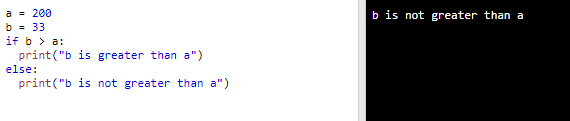 a = 200
b = 33
if b > a:
  print("b is greater than a")
else:
  print("b is not greater than a")
b is not greater than a